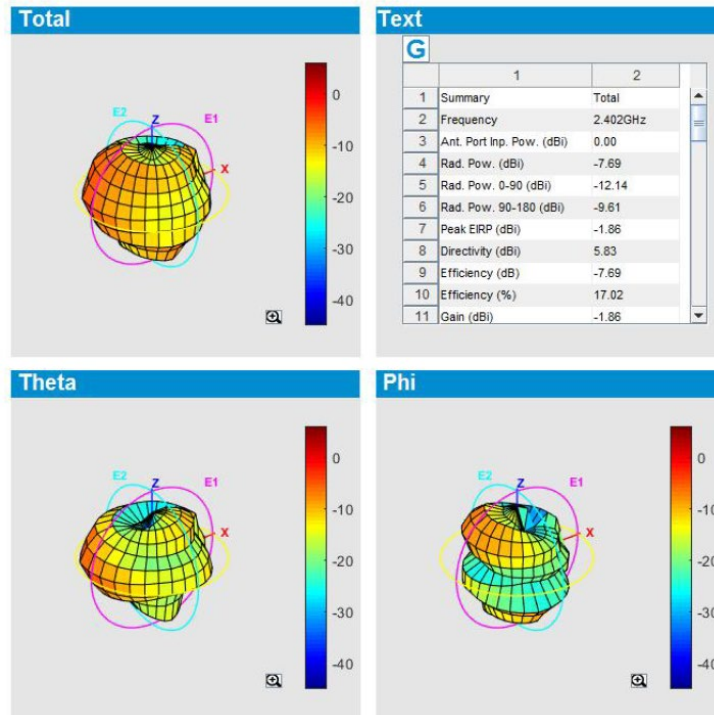 Total
E2
Z
E1
X
0
-10
-20
-30
-40
Text
G
1 2
1 Summary Total
2 Frequency 2.402GHz
3 Ant. Port Inp. Pow. (dBi) 0.00
4 Rad. Pow. (dBi) -7.69
5 Rad. Pow. 0-90 (dBi) -12.14
6 Rad. Pow. 90-180 (dBi) -9.61
7 Peak EIRP (dBi) -1.86
8 Directivity (dBi) 5.83
9 Efficiency (dB) -7.69
10 Efficiency (%) 17.02
11 Gain (dBi) -1.86
Theta
E2
Z
E1
X
0
-10
-20
-30
-40
Phi
E2
Z
E1
X
0
-10
-20
-30
-40